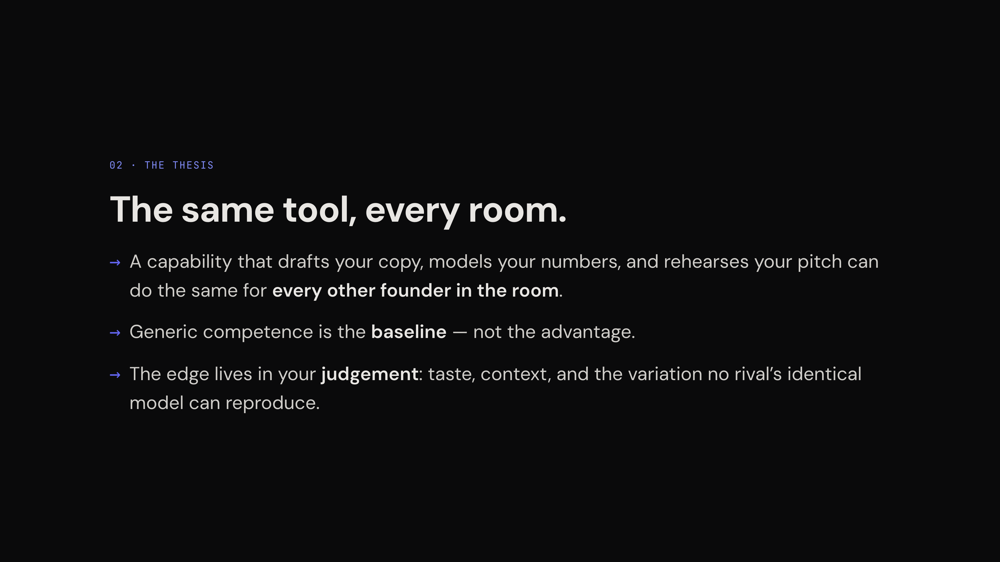 02 · THE THESIS
The same tool, every room.
→ A capability that drafts your copy, models your numbers, and rehearses your pitch can
do the same for every other founder in the room.
→ Generic competence is the baseline — not the advantage.
→ The edge lives in your judgement: taste, context, and the variation no rival’s identical
model can reproduce.